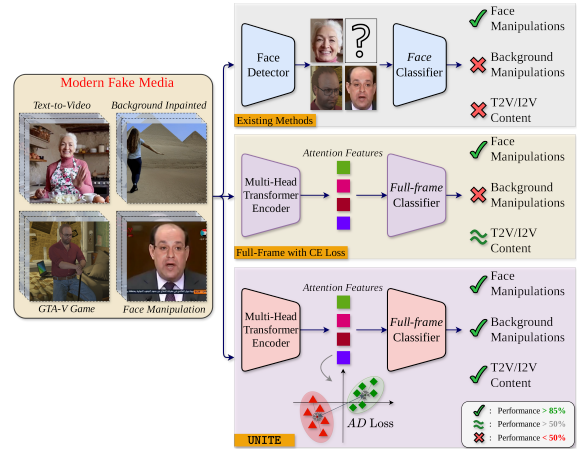 Modern Fake Media
Text-to-Video
Background Inpainted
GTA-V Game
Face Manipulation
Face
Detector
?
Face
Classifier
Face
Manipulations
Background
Manipulations
T2V/I2V
Content
Existing Methods
Multi-Head
Transformer
Encoder
Attention Features
Full-frame
Classifier
Face
Manipulations
Background
Manipulations
T2V/I2V
Content
Full-Frame with CE Loss
Multi-Head
Transformer
Encoder
Attention Features
Full-frame
Classifier
Face
Manipulations
Background
Manipulations
T2V/I2V
Content
AD Loss
UNITE
: Performance > 85%
: Performance > 50%
: Performance < 50%